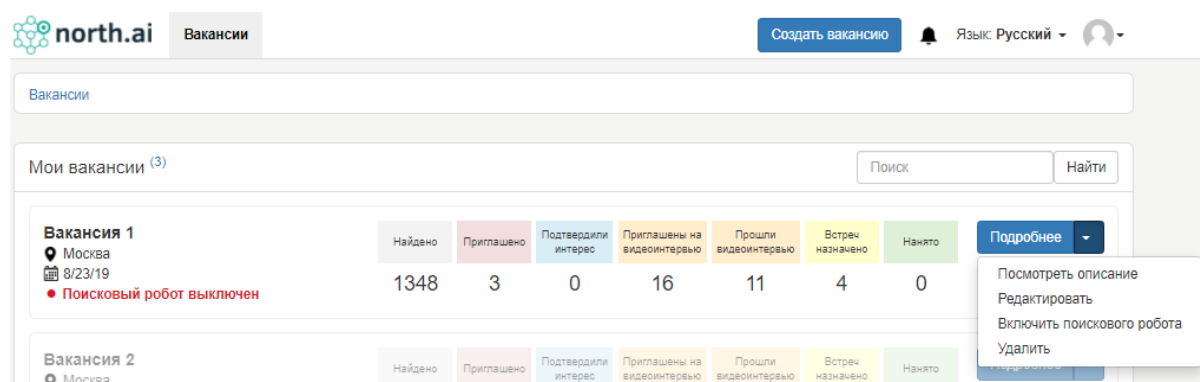 north.ai Вакансии Создать вакансию Язык: Русский
Вакансии
Мои вакансии (3) Поиск Найти
Вакансия 1
Москва
8/23/19
Поисковый робот выключен
Найдено
1348
Приглашено
3
Подтвердили
интерес
0
Приглашены на
видеоинтервью
16
Прошли
видеоинтервью
11
Встреч
назначено
4
Нанято
0
Подробнее
Посмотреть описание
Редактировать
Включить поискового робота
Удалить
Вакансия 2
Москва
Найдено
Приглашено
Подтвердили
интерес
Приглашены на
видеоинтервью
Прошли
видеоинтервью
Встреч
назначено
Нанято
Подробнее